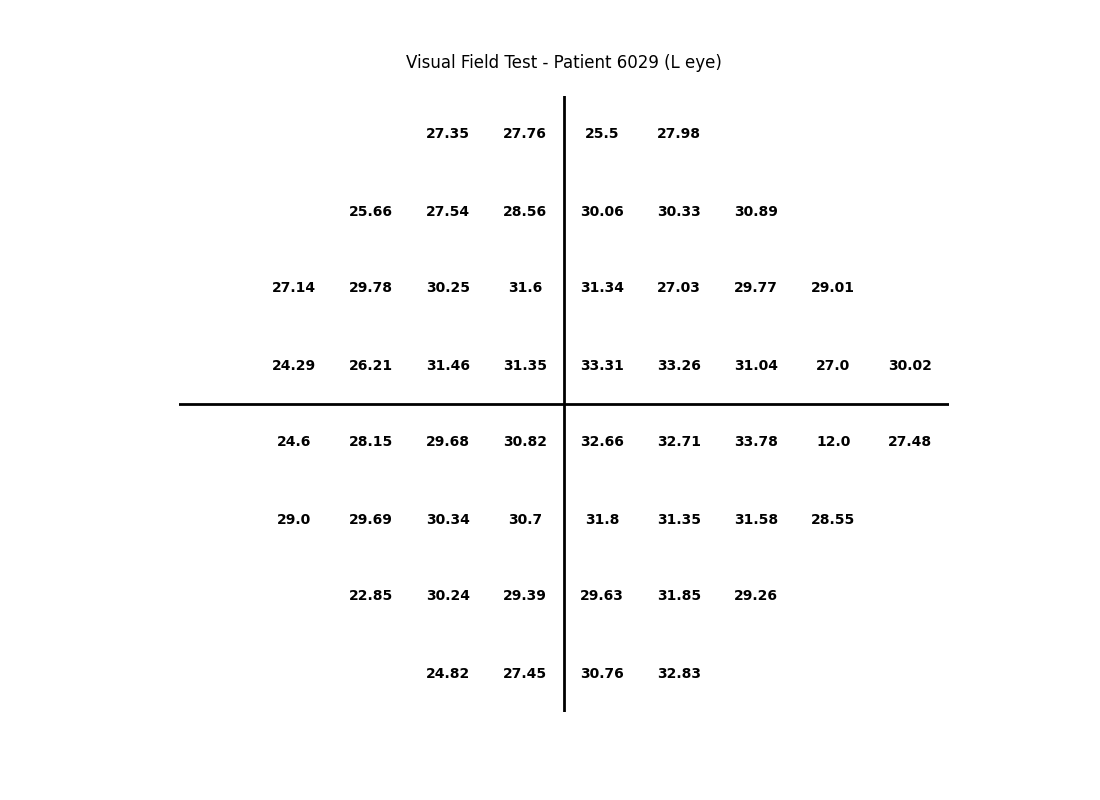 Visual Field Test - Patient 6029 (L eye)
27.35 27.76 25.5 27.98
25.66 27.54 28.56 30.06 30.33 30.89
27.14 29.78 30.25 31.6 31.34 27.03 29.77 29.01
24.29 26.21 31.46 31.35 33.31 33.26 31.04 27.0 30.02
24.6 28.15 29.68 30.82 32.66 32.71 33.78 12.0 27.48
29.0 29.69 30.34 30.7 31.8 31.35 31.58 28.55
22.85 30.24 29.39 29.63 31.85 29.26
24.82 27.45 30.76 32.83